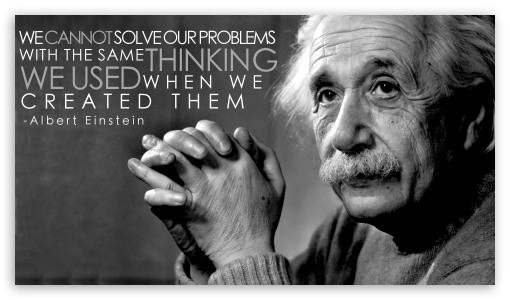 WE CANNOT SOLVE OUR PROBLEMS
WITH THE SAME THINKING
WE USED WHEN WE
CREATED THEM
-Albert Einstein